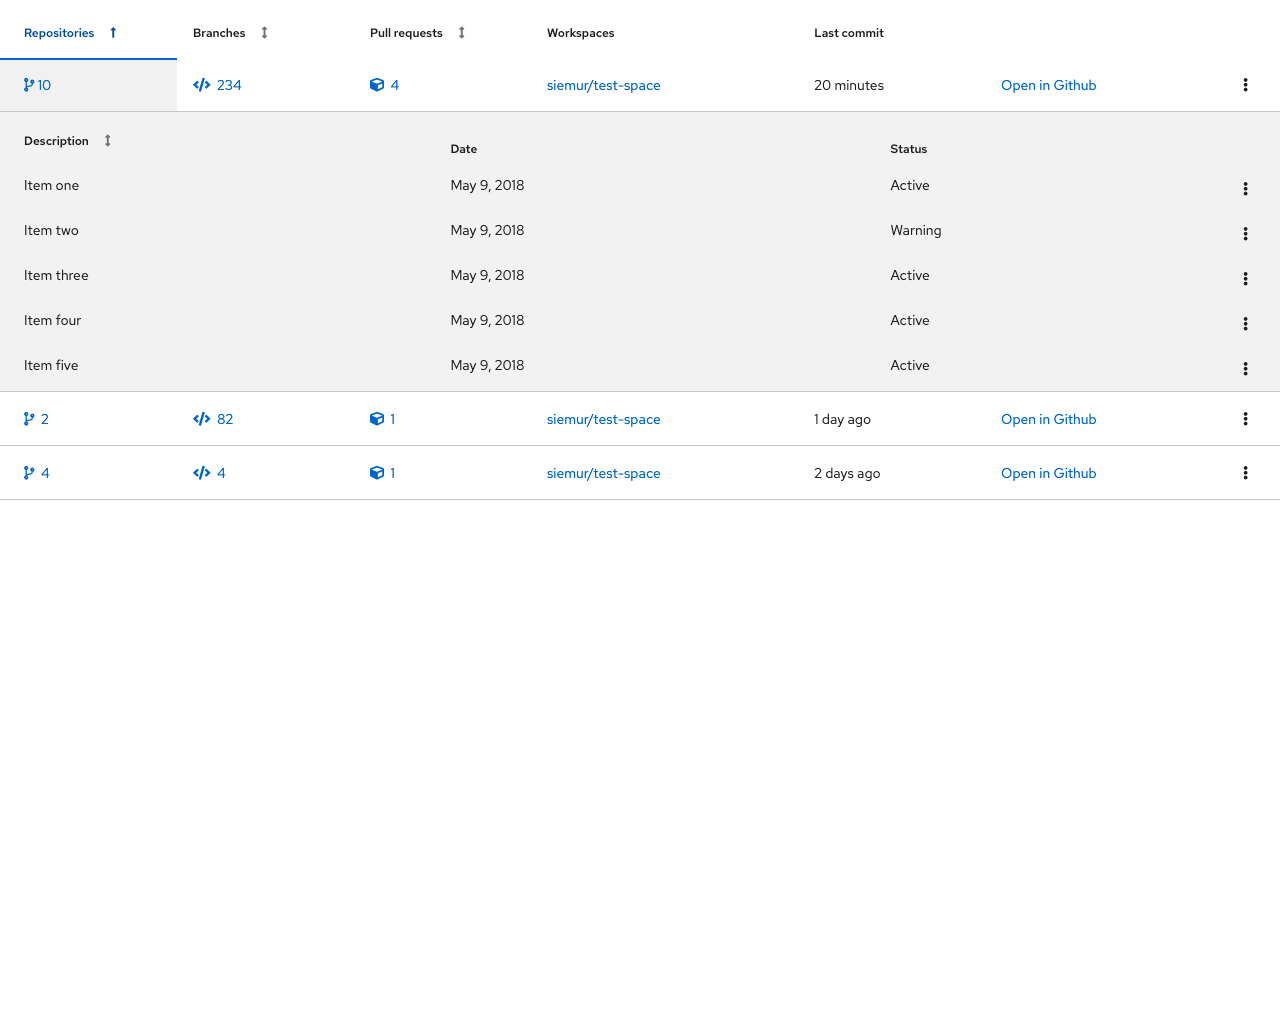 Repositories Branches Pull requests Workspaces Last commit
10 234 4 siemur/test-space 20 minutes Open in Github
Description Date Status
Item one May 9, 2018 Active
Item two May 9, 2018 Warning
Item three May 9, 2018 Active
Item four May 9, 2018 Active
Item five May 9, 2018 Active
2 82 1 siemur/test-space 1 day ago Open in Github
4 4 1 siemur/test-space 2 days ago Open in Github